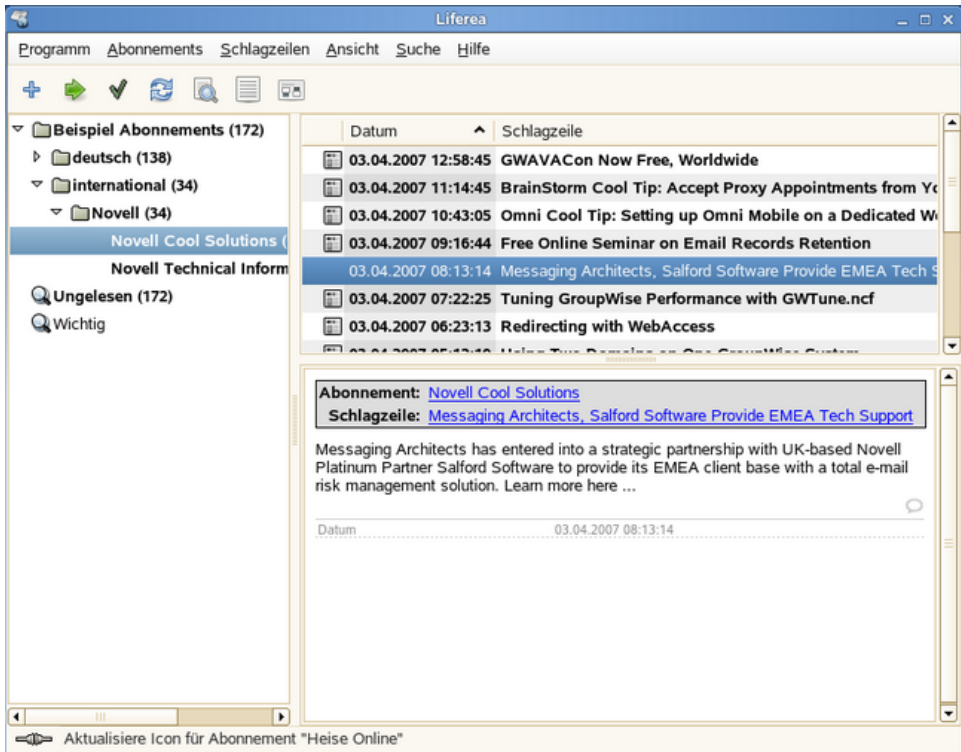 Liferea
Programm Abonnements Schlagzeilen Ansicht Suche Hilfe
Beispiel Abonnements (172)
deutsch (138)
international (34)
Novell (34)
Novell Cool Solutions (
Novell Technical Inform
Ungelesen (172)
Wichtig
Datum Schlagzeile
03.04.2007 12:58:45 GWAVACon Now Free, Worldwide
03.04.2007 11:14:45 BrainStorm Cool Tip: Accept Proxy Appointments from Yo
03.04.2007 10:43:05 Omni Cool Tip: Setting up Omni Mobile on a Dedicated W
03.04.2007 09:16:44 Free Online Seminar on Email Records Retention
03.04.2007 08:13:14 Messaging Architects, Salford Software Provide EMEA Tech S
03.04.2007 07:22:25 Tuning GroupWise Performance with GWTune.ncf
03.04.2007 06:23:13 Redirecting with WebAccess
Using Two Domains on One GroupWise System
Abonnement: Novell Cool Solutions
Schlagzeile: Messaging Architects, Salford Software Provide EMEA Tech Support
Messaging Architects has entered into a strategic partnership with UK-based Novell
Platinum Partner Salford Software to provide its EMEA client base with a total e-mail
risk management solution. Learn more here ...
Datum 03.04.2007 08:13:14
Aktualisiere Icon für Abonnement "Heise Online"